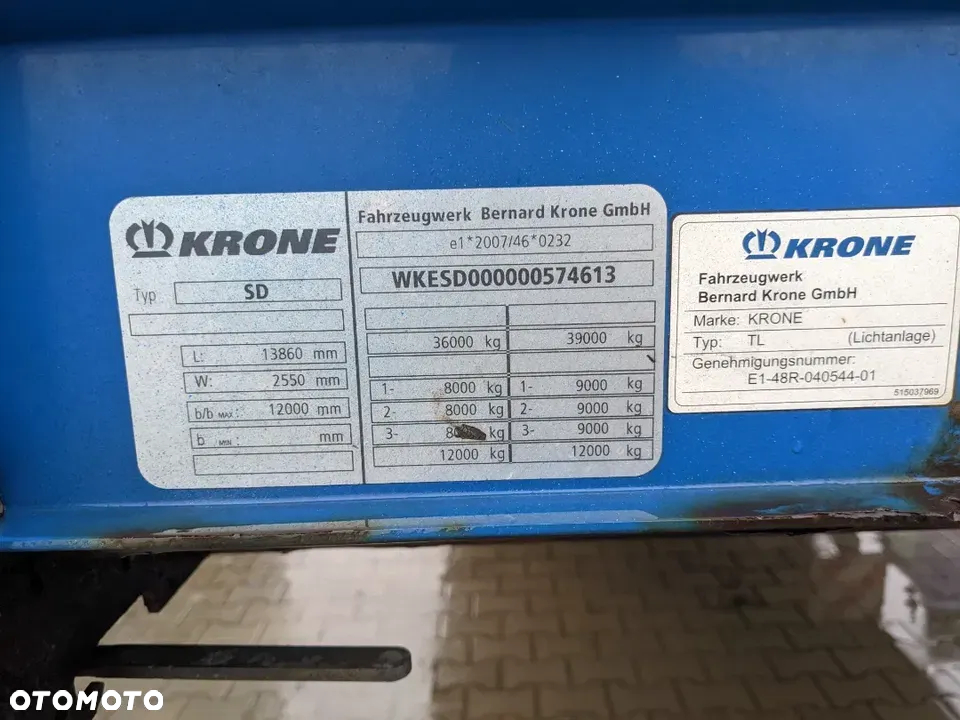 KRONE
Typ SD
L: 13860 mm
W: 2550 mm
b/b MAX.: 12000 mm
b MIN.: mm
Fahrzeugwerk Bernard Krone GmbH
e1*2007/46*0232
WKESD000000574613
36000 kg 39000 kg
1- 8000 kg 1- 9000 kg
2- 8000 kg 2- 9000 kg
3- kg 3- 9000 kg
12000 kg 12000 kg
KRONE
Fahrzeugwerk
Bernard Krone GmbH
Marke: KRONE
Typ: TL (Lichtanlage)
Genehmigungsnummer:
E1-48R-040544-01
515037969
OTOMOTO